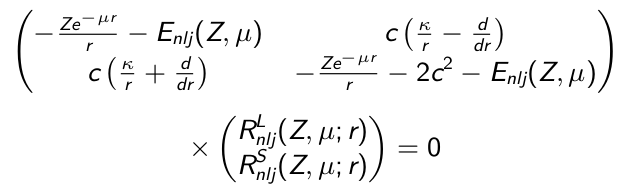 \begin{pmatrix} -\frac{Ze^{-\mu r}}{r} - E_{nlj}(Z, \mu) & c\left(\frac{\kappa}{r} - \frac{d}{dr}\right) \\ c\left(\frac{\kappa}{r} + \frac{d}{dr}\right) & -\frac{Ze^{-\mu r}}{r} - 2c^2 - E_{nlj}(Z, \mu) \end{pmatrix}
\times \begin{pmatrix} R^L_{nlj}(Z, \mu; r) \\ R^S_{nlj}(Z, \mu; r) \end{pmatrix} = 0